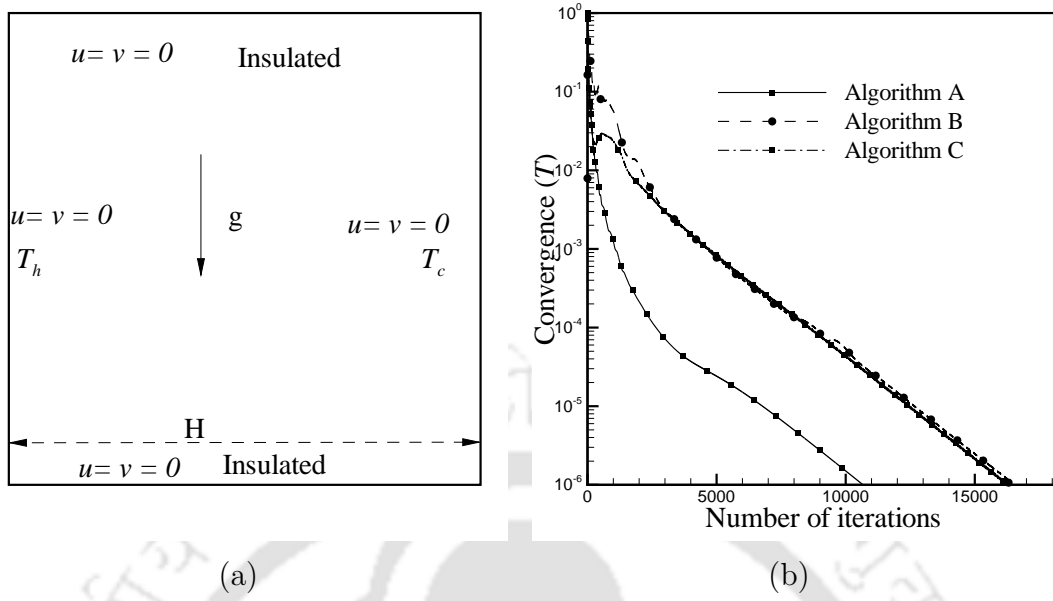 u= v = 0
Insulated
u= v = 0
g
u= v = 0
T_h
T_c
H
u= v = 0
Insulated
(a)
10^0
10^-1
10^-2
10^-3
10^-4
10^-5
10^-6
Convergence (T)
Algorithm A
Algorithm B
Algorithm C
0
5000
10000
15000
Number of iterations
(b)